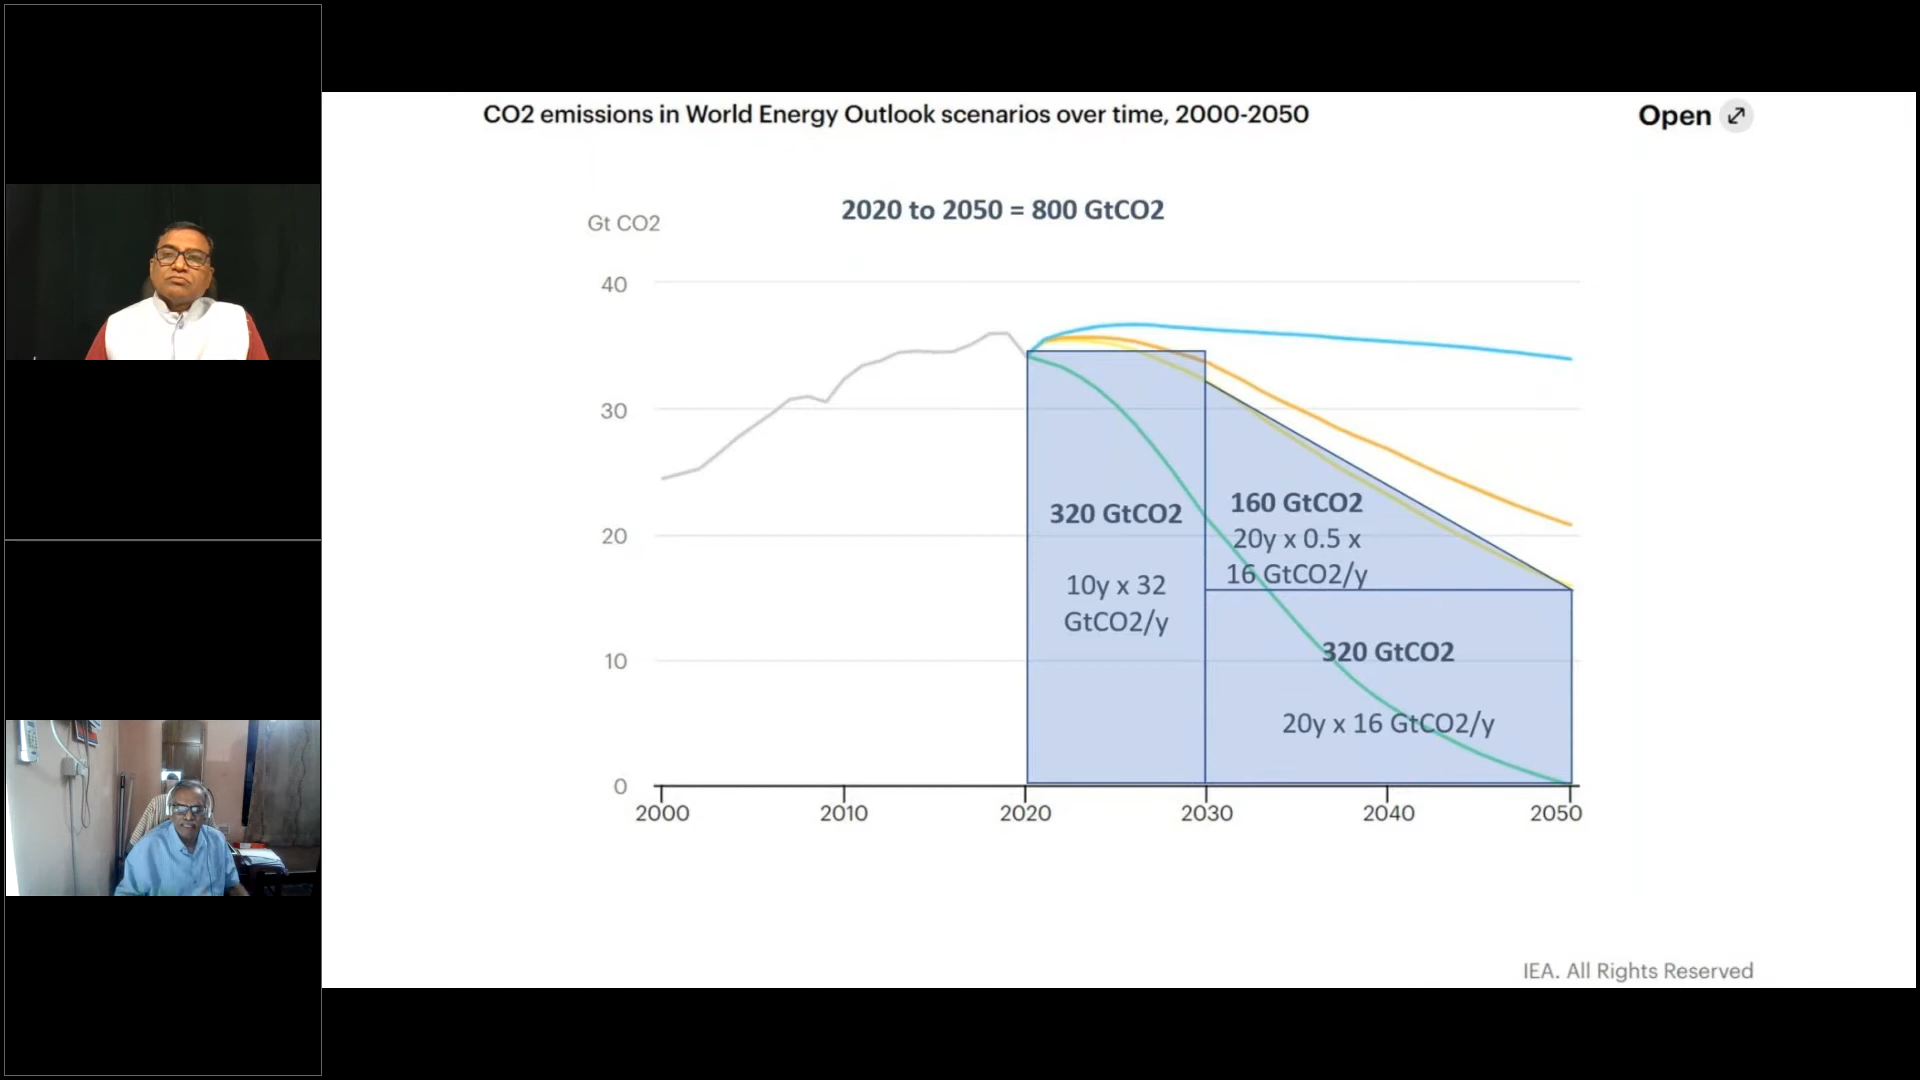 CO2 emissions in World Energy Outlook scenarios over time, 2000-2050
Open
2020 to 2050 = 800 GtCO2
Gt CO2
40
30
20
10
0
320 GtCO2
10y x 32
GtCO2/y
160 GtCO2
20y x 0.5 x
16 GtCO2/y
320 GtCO2
20y x 16 GtCO2/y
2000
2010
2020
2030
2040
2050
IEA. All Rights Reserved